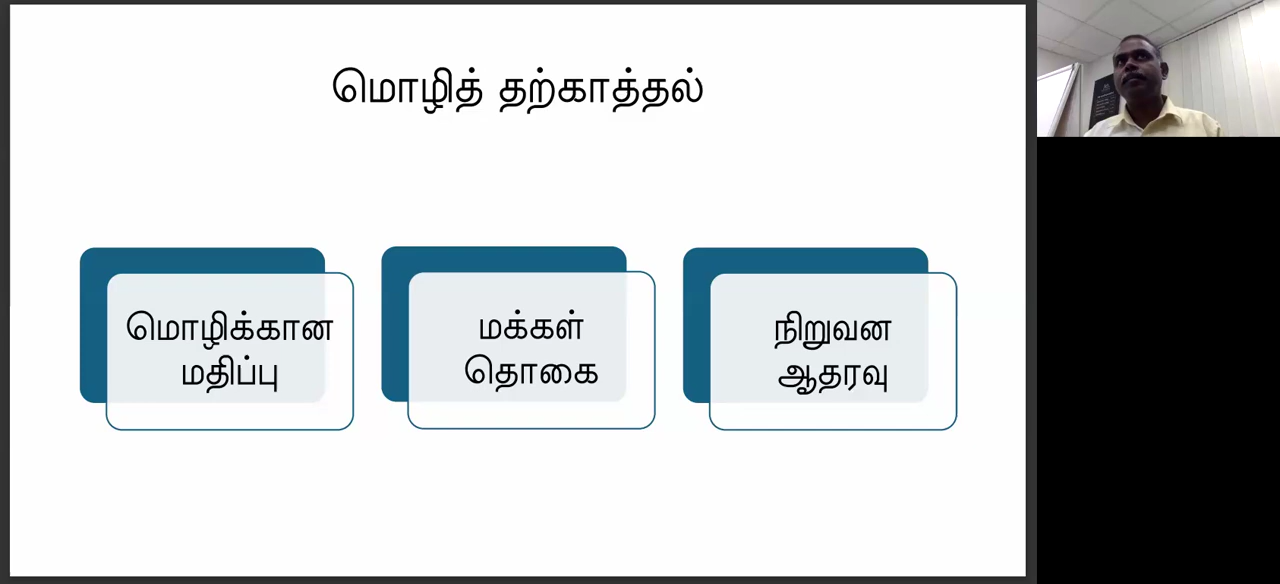 மொழித் தற்காத்தல்
மொழிக்கான
மதிப்பு
மக்கள்
தொகை
நிறுவன
ஆதரவு